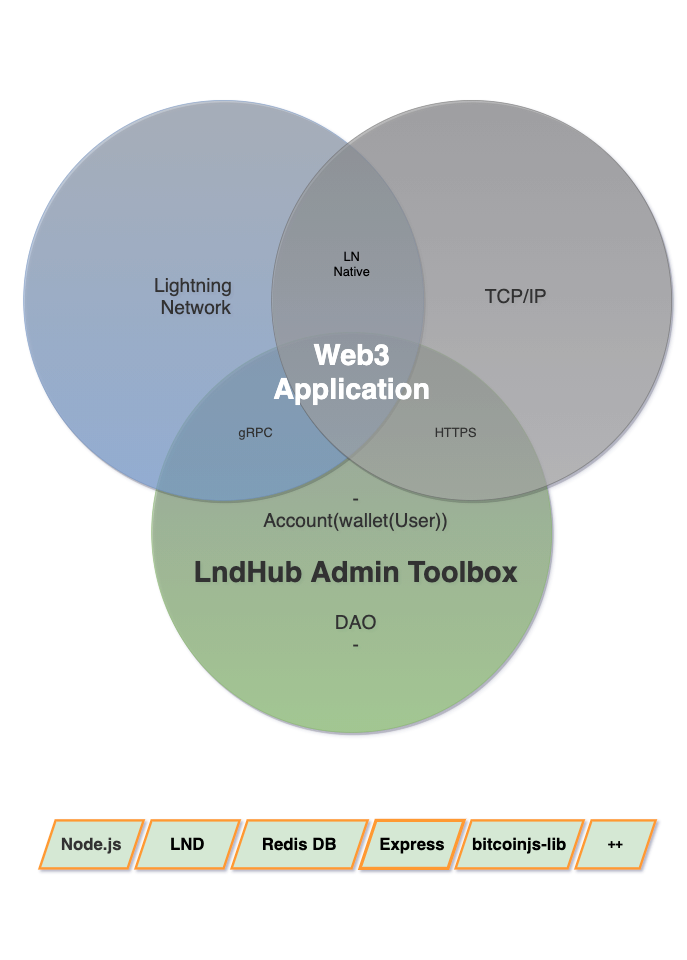 LN
Native
Lightning
Network
TCP/IP
Web3
Application
gRPC
HTTPS
-
Account(wallet(User))
LndHub Admin Toolbox
DAO
-
Node.js
LND
Redis DB
Express
bitcoinjs-lib
++